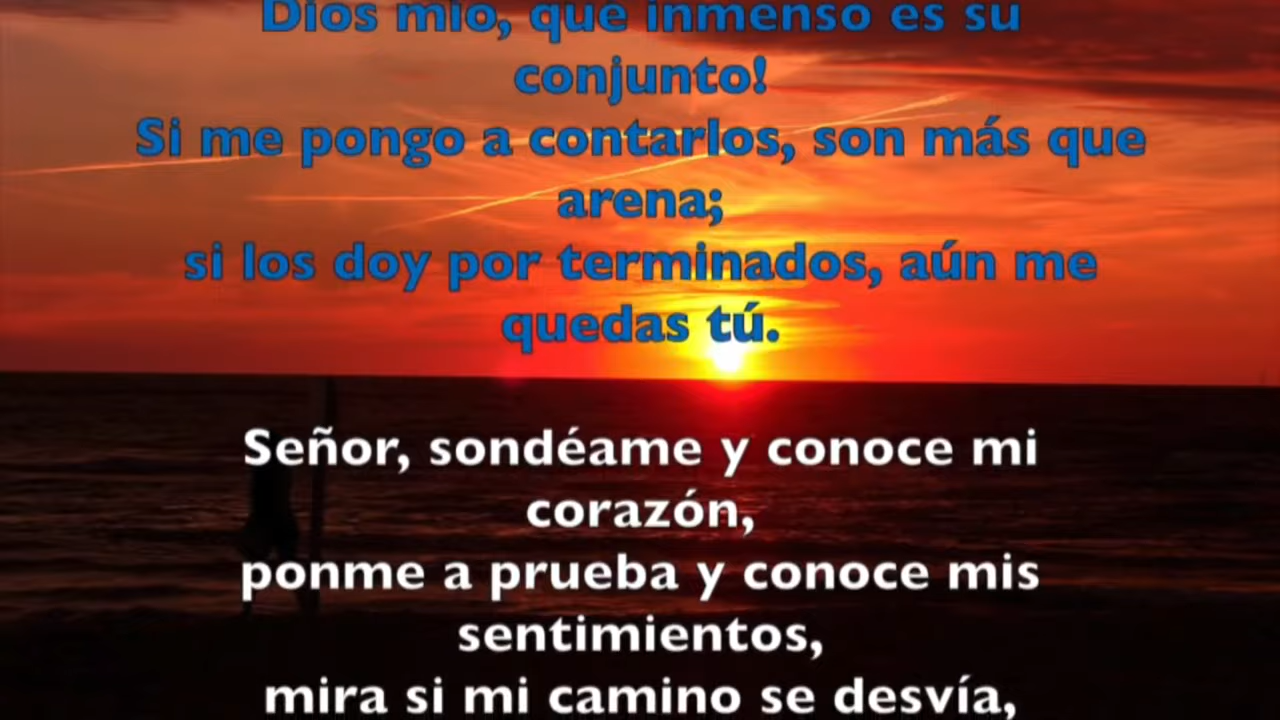 Dios mío, qué inmenso es su
conjunto!
Si me pongo a contarlos, son más que
arena;
si los doy por terminados, aún me
quedas tú.
Señor, sondéame y conoce mi
corazón,
ponme a prueba y conoce mis
sentimientos,
mira si mi camino se desvía,